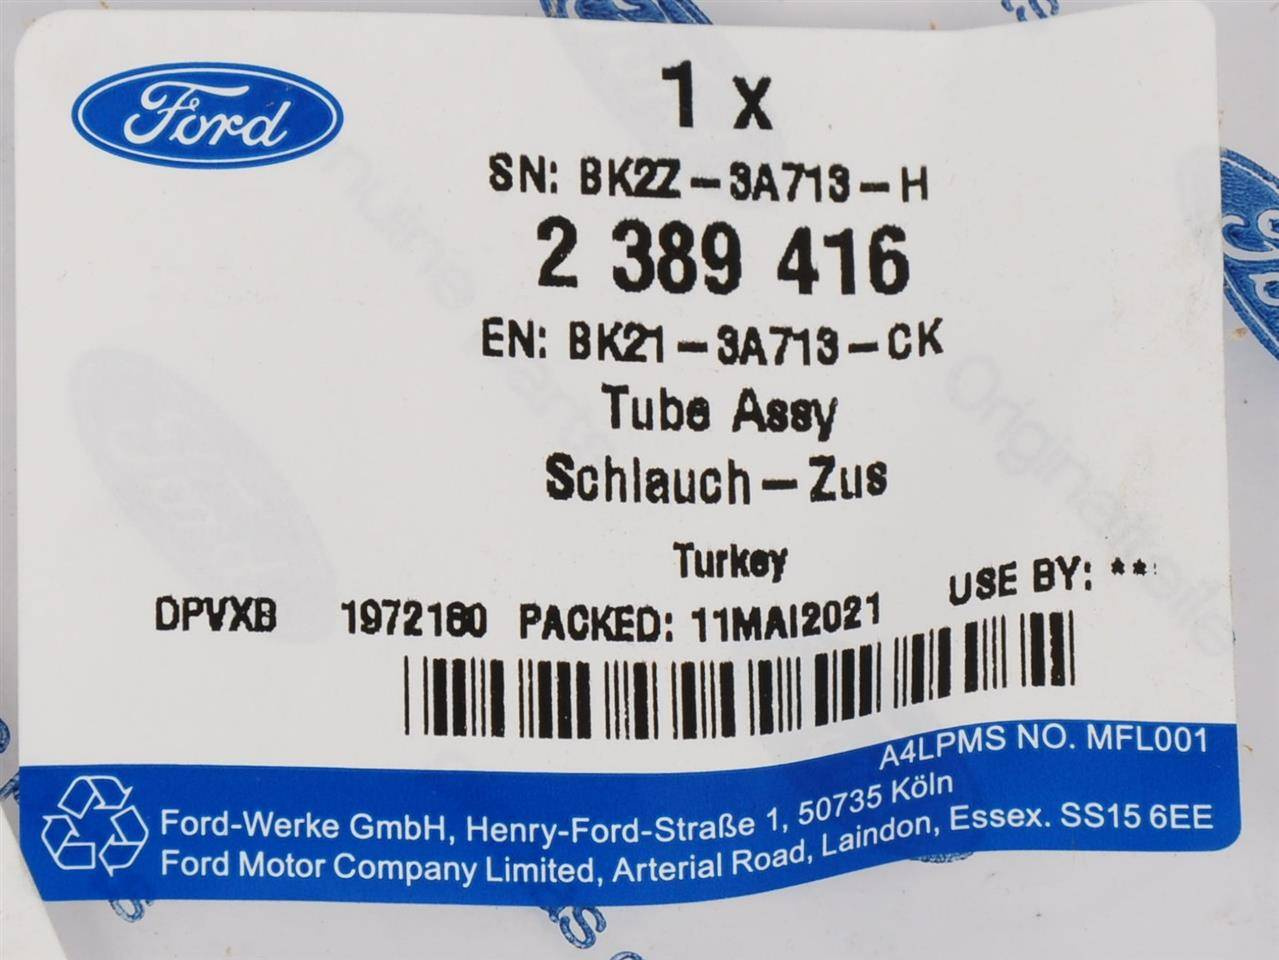 Ford
1 x
SN: BK2Z-3A713-H
2 389 416
EN: BK21-3A713-CK
Tube Assy
Schlauch-Zus
Turkey
DPVXB 1972180 PACKED: 11MAI2021 USE BY: **
A4LPMS NO. MFL001
Ford-Werke GmbH, Henry-Ford-Straße 1, 50735 Köln
Ford Motor Company Limited, Arterial Road, Laindon, Essex. SS15 6EE
Originalteile